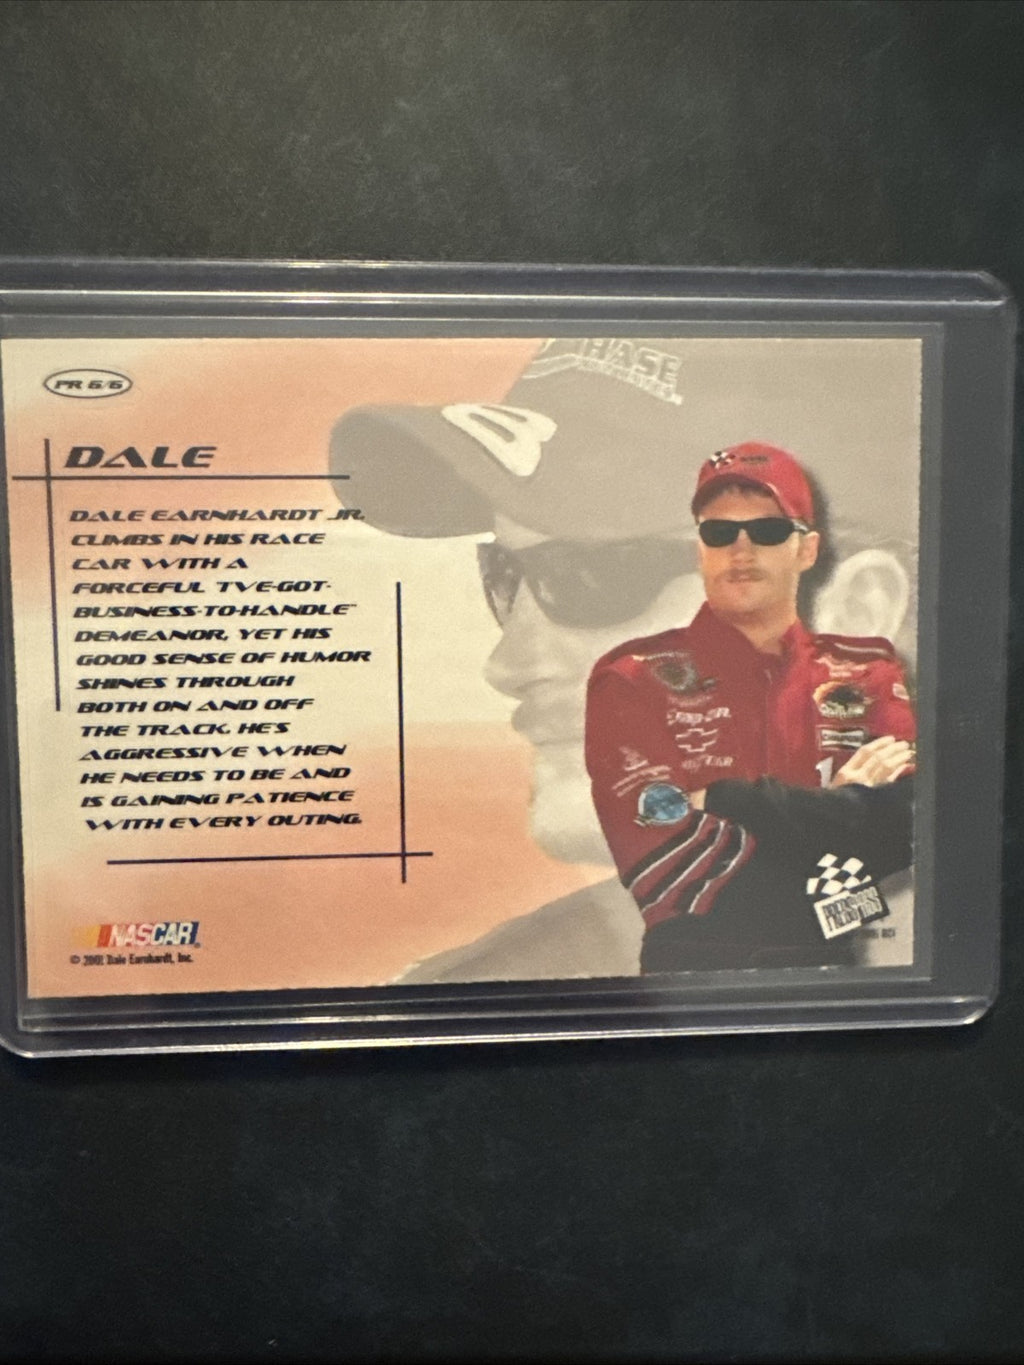 PR 6/6
CHASE
DALE
DALE EARNHARDT JR.
CLIMBS IN HIS RACE
CAR WITH A
FORCEFUL "I'VE-GOT-
BUSINESS-TO-HANDLE"
DEMEANOR, YET HIS
GOOD SENSE OF HUMOR
SHINES THROUGH
BOTH ON AND OFF
THE TRACK. HE'S
AGGRESSIVE WHEN
HE NEEDS TO BE AND
IS GAINING PATIENCE
WITH EVERY OUTING.
NASCAR
© 2001 Dale Earnhardt, Inc.